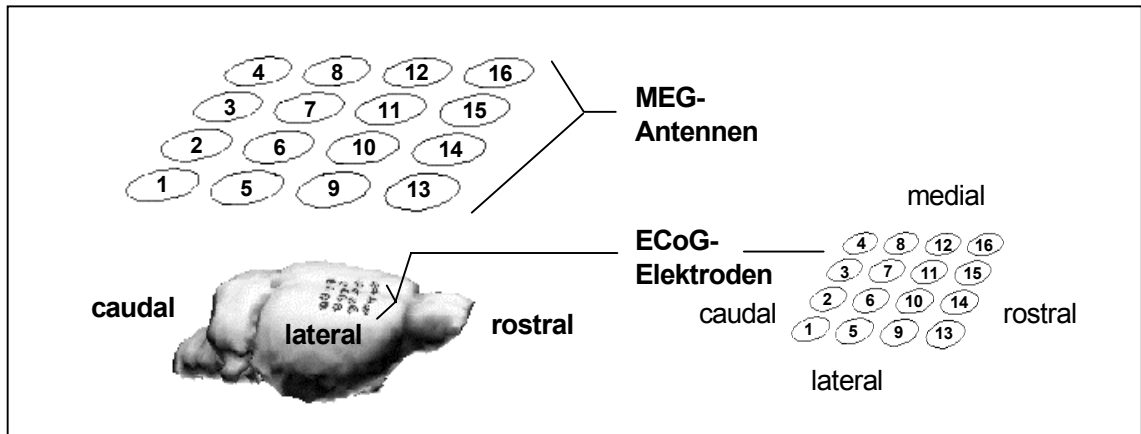 4 8 12 16
3 7 11 15
2 6 10 14
1 5 9 13
MEG-
Antennen
medial
ECoG-
Elektroden
4 8 12 16
3 7 11 15
2 6 10 14
1 5 9 13
caudal
rostral
lateral
caudal
lateral
rostral